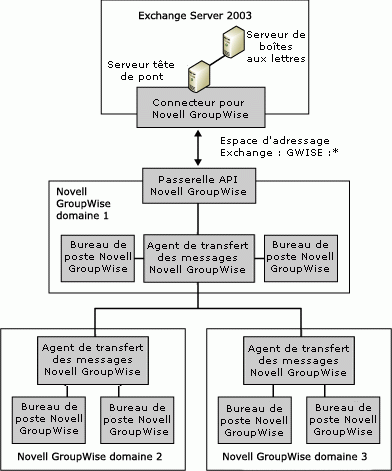 Exchange Server 2003
Serveur de
boîtes
aux lettres
Serveur tête
de pont
Connecteur pour
Novell GroupWise
Espace d'adressage
Exchange : GWISE :*
Passerelle API
Novell GroupWise
Novell
GroupWise
domaine 1
Bureau de
poste Novell
GroupWise
Agent de transfert
des messages
Novell GroupWise
Bureau de
poste Novell
GroupWise
Agent de transfert
des messages
Novell GroupWise
Bureau de
poste Novell
GroupWise
Bureau de
poste Novell
GroupWise
Novell GroupWise domaine 2
Agent de transfert
des messages
Novell GroupWise
Bureau de
poste Novell
GroupWise
Bureau de
poste Novell
GroupWise
Novell GroupWise domaine 3